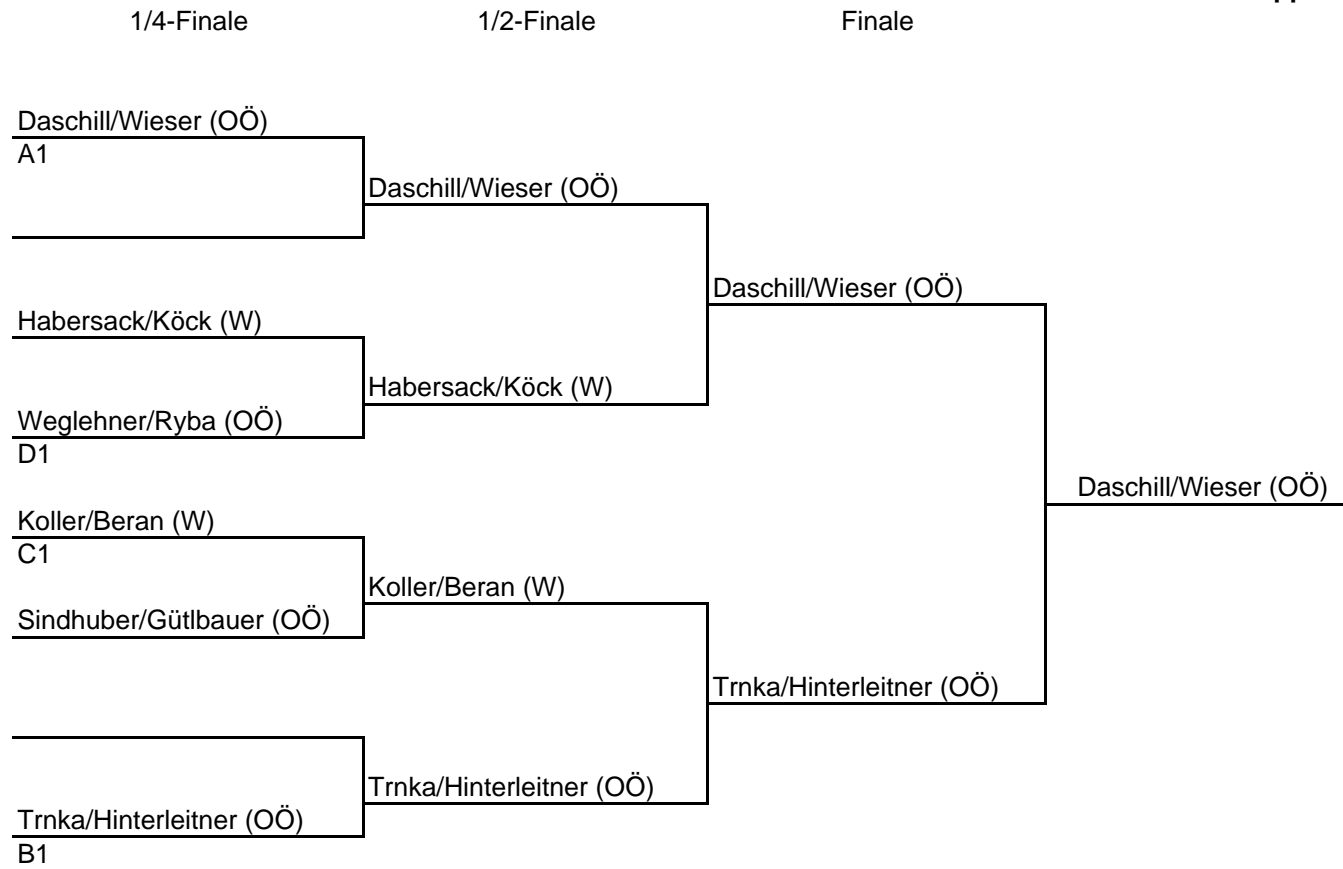 1/4-Finale 1/2-Finale Finale
Daschill/Wieser (OÖ)
A1
Daschill/Wieser (OÖ)
Daschill/Wieser (OÖ)
Habersack/Köck (W)
Habersack/Köck (W)
Weglehner/Ryba (OÖ)
D1
Daschill/Wieser (OÖ)
Koller/Beran (W)
C1
Koller/Beran (W)
Sindhuber/Gütlbauer (OÖ)
Trnka/Hinterleitner (OÖ)
Trnka/Hinterleitner (OÖ)
Trnka/Hinterleitner (OÖ)
B1